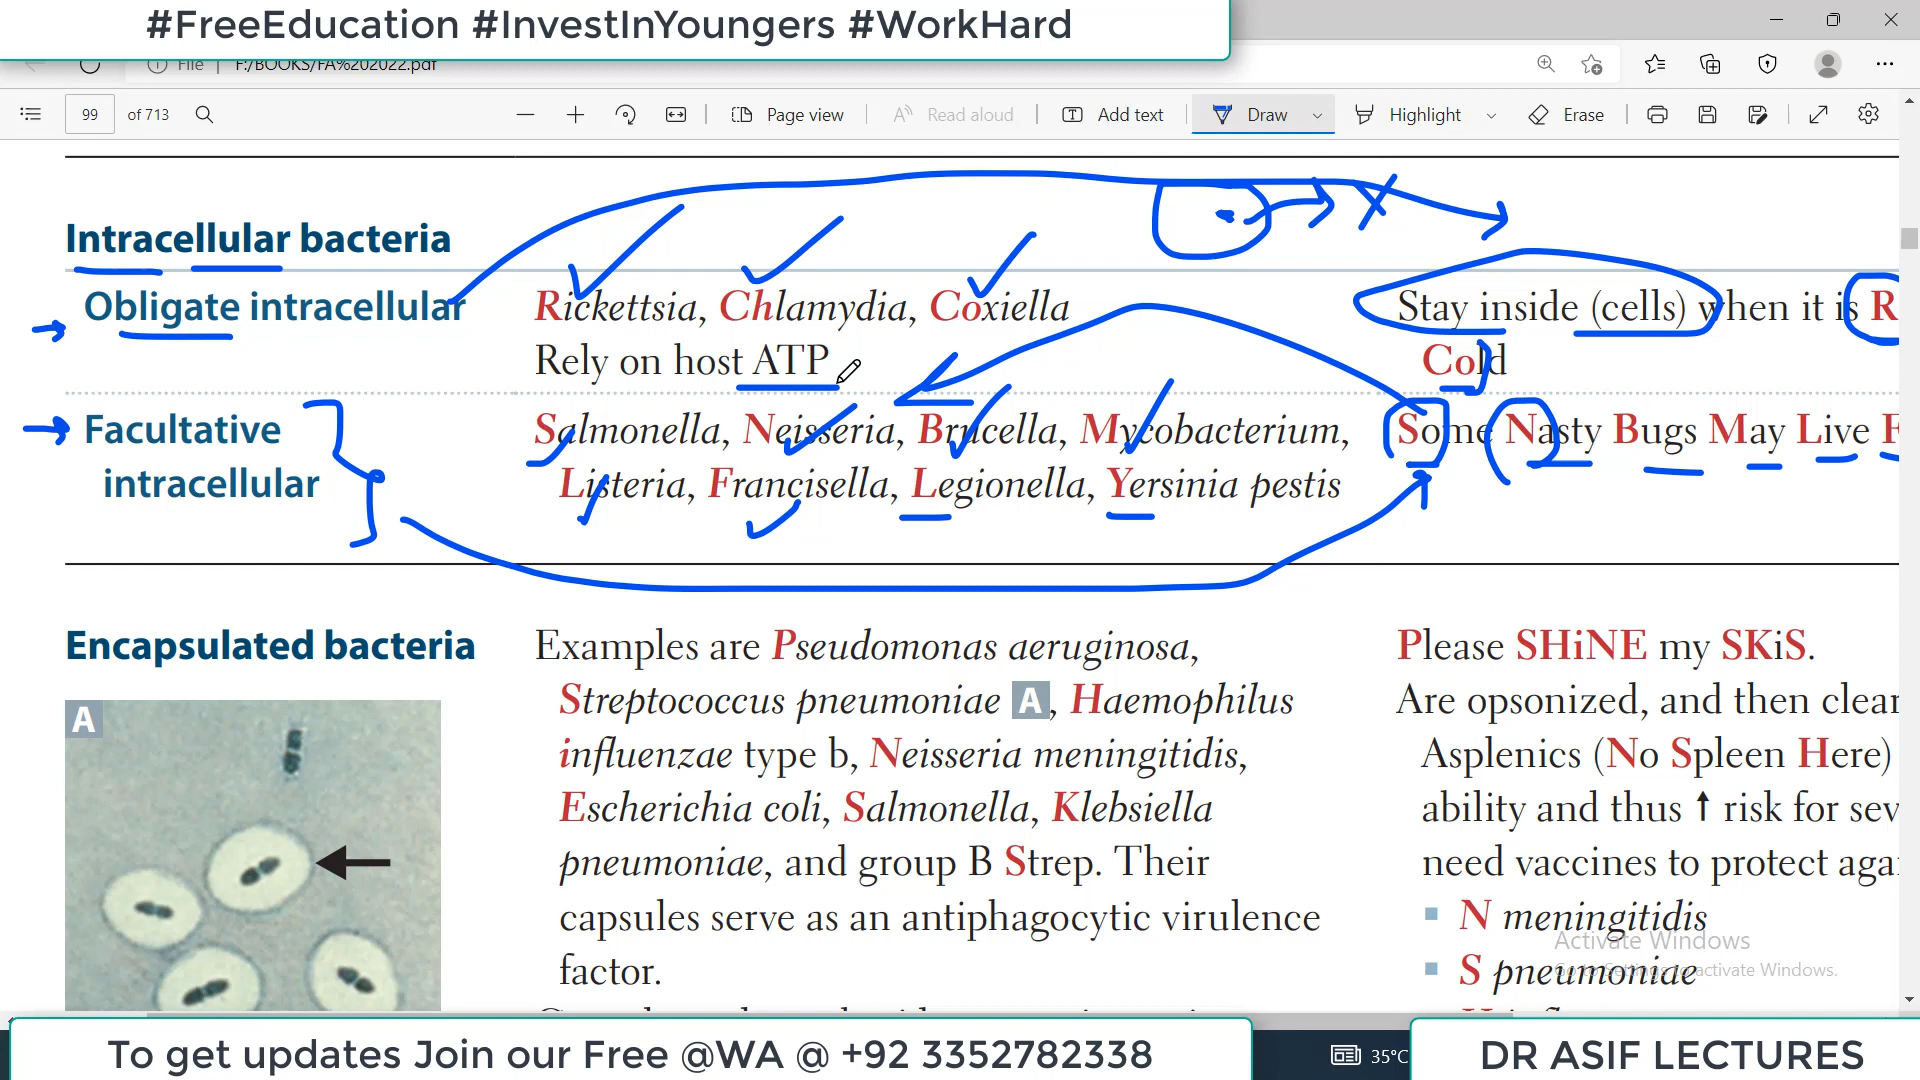 #FreeEducation #InvestInYoungers #WorkHard
File F:/BOOKS/FA%202022.pdf
99 of 713 Page view Read aloud Add text Draw Highlight Erase
Intracellular bacteria
Obligate intracellular
Rickettsia, Chlamydia, Coxiella
Rely on host ATP
Stay inside (cells) when it is R
Cold
Facultative
intracellular
Salmonella, Neisseria, Brucella, Mycobacterium,
Listeria, Francisella, Legionella, Yersinia pestis
Some Nasty Bugs May Live F
Encapsulated bacteria
A
Examples are Pseudomonas aeruginosa,
Streptococcus pneumoniae A, Haemophilus
influenzae type b, Neisseria meningitidis,
Escherichia coli, Salmonella, Klebsiella
pneumoniae, and group B Strep. Their
capsules serve as an antiphagocytic virulence
factor.
Please SHiNE my SKiS.
Are opsonized, and then clear
Asplenics (No Spleen Here)
ability and thus ↑ risk for sev
need vaccines to protect aga
N meningitidis
S pneumoniae
Activate Windows
Go to Settings to activate Windows.
To get updates Join our Free @WA @ +92 3352782338
35°C
DR ASIF LECTURES